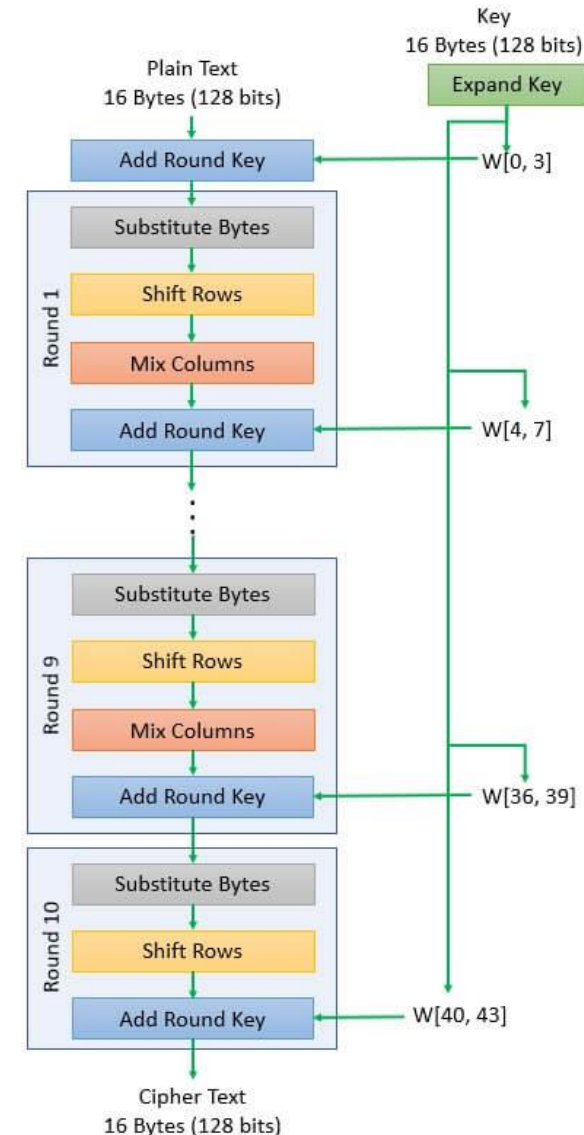 Key
16 Bytes (128 bits)
Expand Key
Plain Text
16 Bytes (128 bits)
Add Round Key
W[0, 3]
Round 1
Substitute Bytes
Shift Rows
Mix Columns
Add Round Key
W[4, 7]
Round 9
Substitute Bytes
Shift Rows
Mix Columns
Add Round Key
W[36, 39]
Round 10
Substitute Bytes
Shift Rows
Add Round Key
W[40, 43]
Cipher Text
16 Bytes (128 bits)